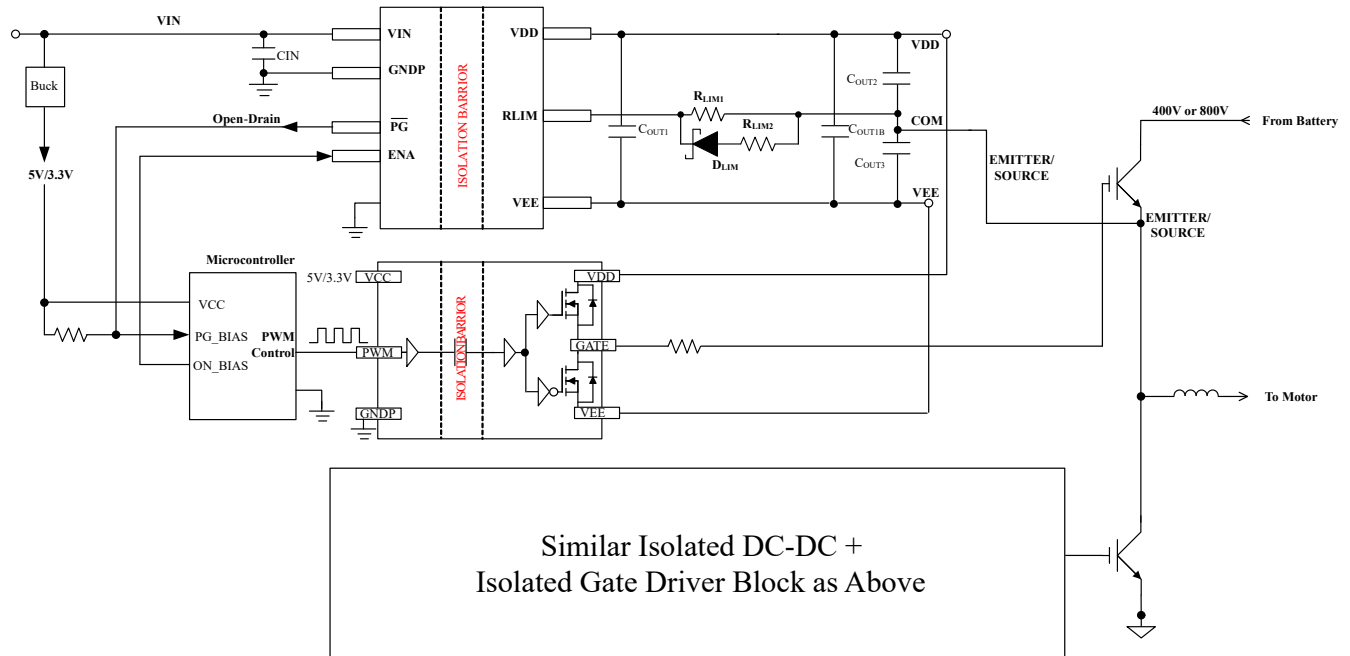 VIN
Buck
5V/3.3V
CIN
VIN
GNDP
Open-Drain
PG
ENA
ISOLATION BARRIOR
VDD
RLIM
VEE
COUT1
RLIM1
RLIM2
DLIM
COUT1B
VDD
COUT2
COM
COUT3
VEE
EMITTER/
SOURCE
400V or 800V
From Battery
EMITTER/
SOURCE
Microcontroller
VCC
PG_BIAS
PWM
Control
ON_BIAS
5V/3.3V
VCC
PWM
GNDP
ISOLATION BARRIOR
VDD
GATE
VEE
To Motor
Similar Isolated DC-DC +
Isolated Gate Driver Block as Above